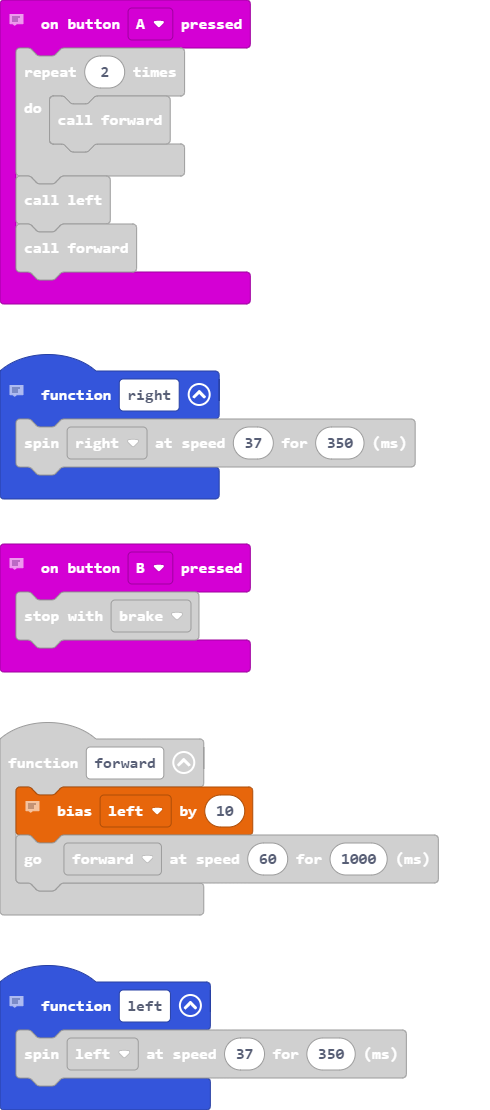 on button A pressed
repeat 2 times
do call forward
call left
call forward
function right
spin right at speed 37 for 350 (ms)
on button B pressed
stop with brake
function forward
bias left by 10
go forward at speed 60 for 1000 (ms)
function left
spin left at speed 37 for 350 (ms)